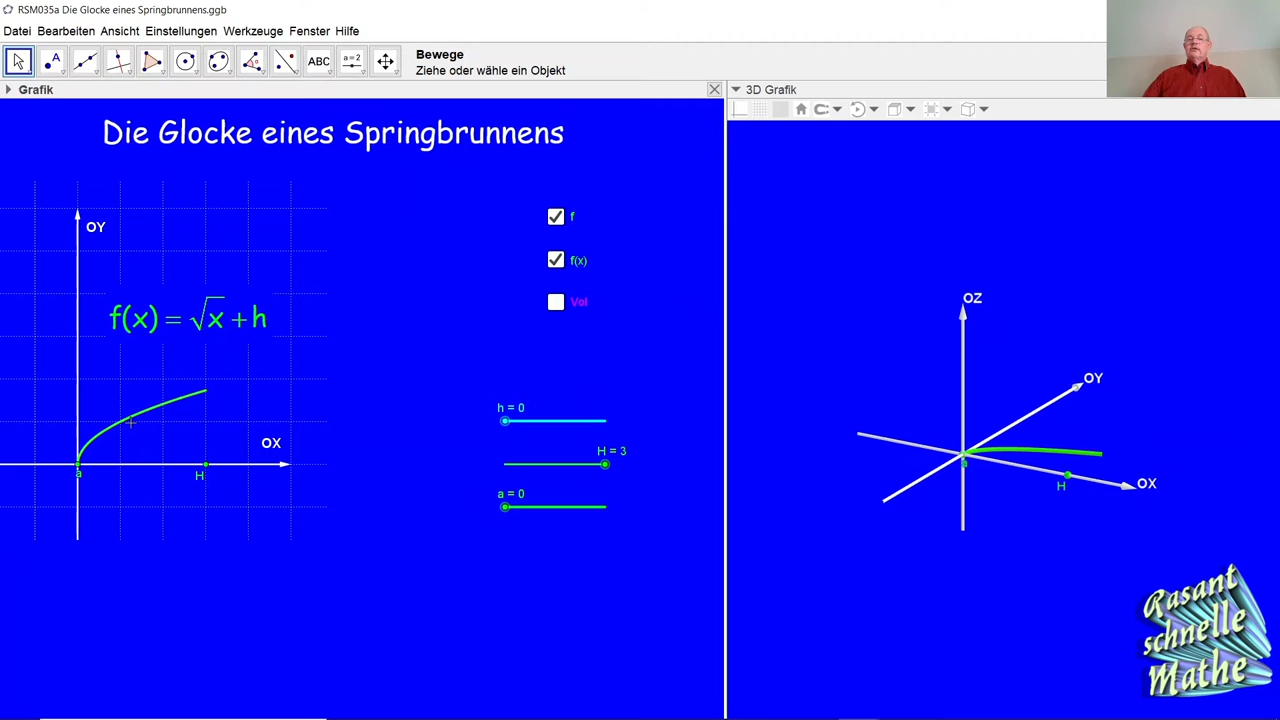 RSM035a Die Glocke eines Springbrunnens.ggb
Datei Bearbeiten Ansicht Einstellungen Werkzeuge Fenster Hilfe
A ABC a=2
Bewege
Ziehe oder wähle ein Objekt
Grafik
3D Grafik
Die Glocke eines Springbrunnens
OY
f(x) = √x + h
OX
a
H
f
f(x)
Vol
h = 0
H = 3
a = 0
OZ
OY
OX
a
H
Rasant
schnelle
Mathe